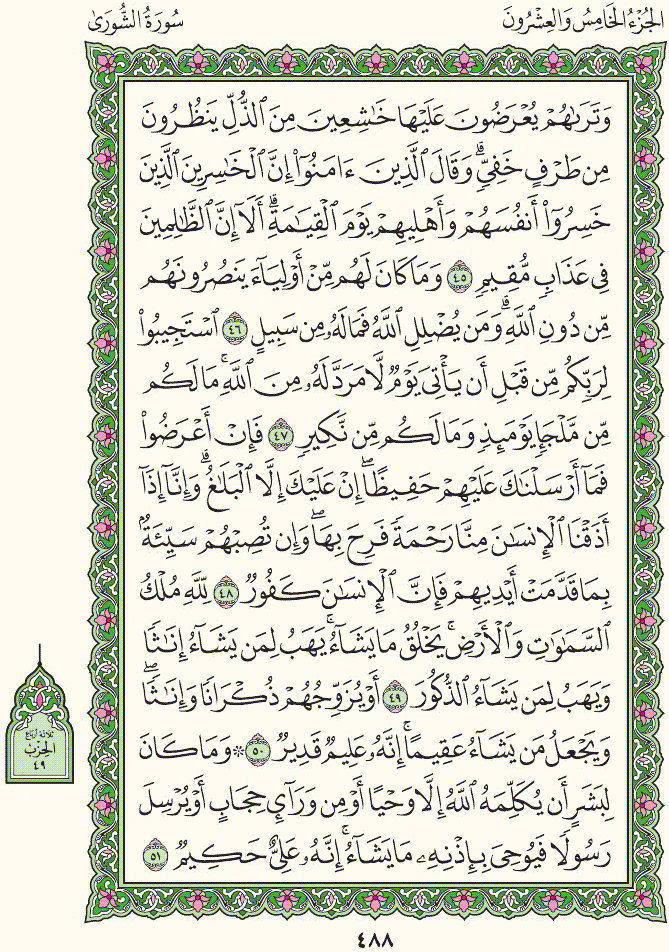 الجُزْءُ الخَامِسُ وَالعِشْرُونَ
سُورَةُ الشُّورَىٰ
وَتَرَىٰهُمْ يُعْرَضُونَ عَلَيْهَا خَٰشِعِينَ مِنَ ٱلذُّلِّ يَنظُرُونَ
مِن طَرْفٍ خَفِيٍّۗ وَقَالَ ٱلَّذِينَ ءَامَنُوٓا۟ إِنَّ ٱلْخَٰسِرِينَ ٱلَّذِينَ
خَسِرُوٓا۟ أَنفُسَهُمْ وَأَهْلِيهِمْ يَوْمَ ٱلْقِيَٰمَةِۗ أَلَآ إِنَّ ٱلظَّٰلِمِينَ
فِى عَذَابٍ مُّقِيمٍ ٤٥ وَمَا كَانَ لَهُم مِّنْ أَوْلِيَآءَ يَنصُرُونَهُم
مِّن دُونِ ٱللَّهِۗ وَمَن يُضْلِلِ ٱللَّهُ فَمَا لَهُۥ مِن سَبِيلٍ ٤٦ ٱسْتَجِيبُوا۟
لِرَبِّكُم مِّن قَبْلِ أَن يَأْتِىَ يَوْمٌ لَّا مَرَدَّ لَهُۥ مِنَ ٱللَّهِۚ مَا لَكُم
مِّن مَّلْجَإٍ يَوْمَئِذٍ وَمَا لَكُم مِّن نَّكِيرٍ ٤٧ فَإِنْ أَعْرَضُوا۟
فَمَآ أَرْسَلْنَٰكَ عَلَيْهِمْ حَفِيظًاۖ إِنْ عَلَيْكَ إِلَّا ٱلْبَلَٰغُۗ وَإِنَّآ إِذَآ
أَذَقْنَا ٱلْإِنسَٰنَ مِنَّا رَحْمَةً فَرِحَ بِهَاۖ وَإِن تُصِبْهُمْ سَيِّئَةٌۢ
بِمَا قَدَّمَتْ أَيْدِيهِمْ فَإِنَّ ٱلْإِنسَٰنَ كَفُورٌ ٤٨ لِّلَّهِ مُلْكُ
ٱلسَّمَٰوَٰتِ وَٱلْأَرْضِۚ يَخْلُقُ مَا يَشَآءُۚ يَهَبُ لِمَن يَشَآءُ إِنَٰثًا
وَيَهَبُ لِمَن يَشَآءُ ٱلذُّكُورَ ٤٩ أَوْ يُزَوِّجُهُمْ ذُكْرَانًا وَإِنَٰثًاۖ
وَيَجْعَلُ مَن يَشَآءُ عَقِيمًاۚ إِنَّهُۥ عَلِيمٌ قَدِيرٌ ٥٠ ۞ وَمَا كَانَ
لِبَشَرٍ أَن يُكَلِّمَهُ ٱللَّهُ إِلَّا وَحْيًا أَوْ مِن وَرَآئِ حِجَابٍ أَوْ يُرْسِلَ
رَسُولًا فَيُوحِىَ بِإِذْنِهِۦ مَا يَشَآءُۚ إِنَّهُۥ عَلِىٌّ حَكِيمٌ ٥١
ثلاثة أرباع
الحزب
٤٩
٤٨٨